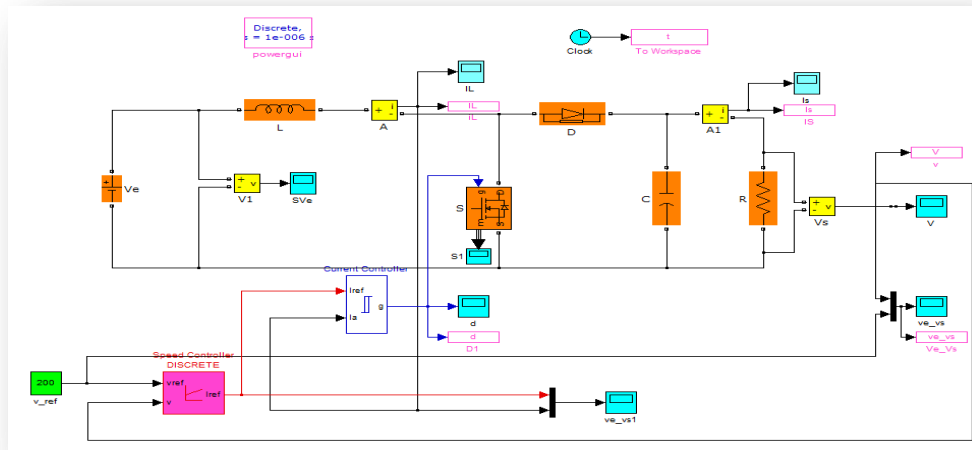 Discrete,
s = 1e-006 s
powergui
Clock
t
To Workspace
IL
IL
IL
L
+
i
-
A
D
+
i
-
A1
Is
Is
IS
V
v
+
Ve
+
-
v
V1
SVe
g
D
S
m
S
S1
C
R
+
-
v
Vs
V
Current Controller
Iref
Ia
g
d
d
D1
ve_vs
ve_vs
Ve_Vs
Speed Controller
DISCRETE
200
v_ref
vref
v
Iref
ve_vs1